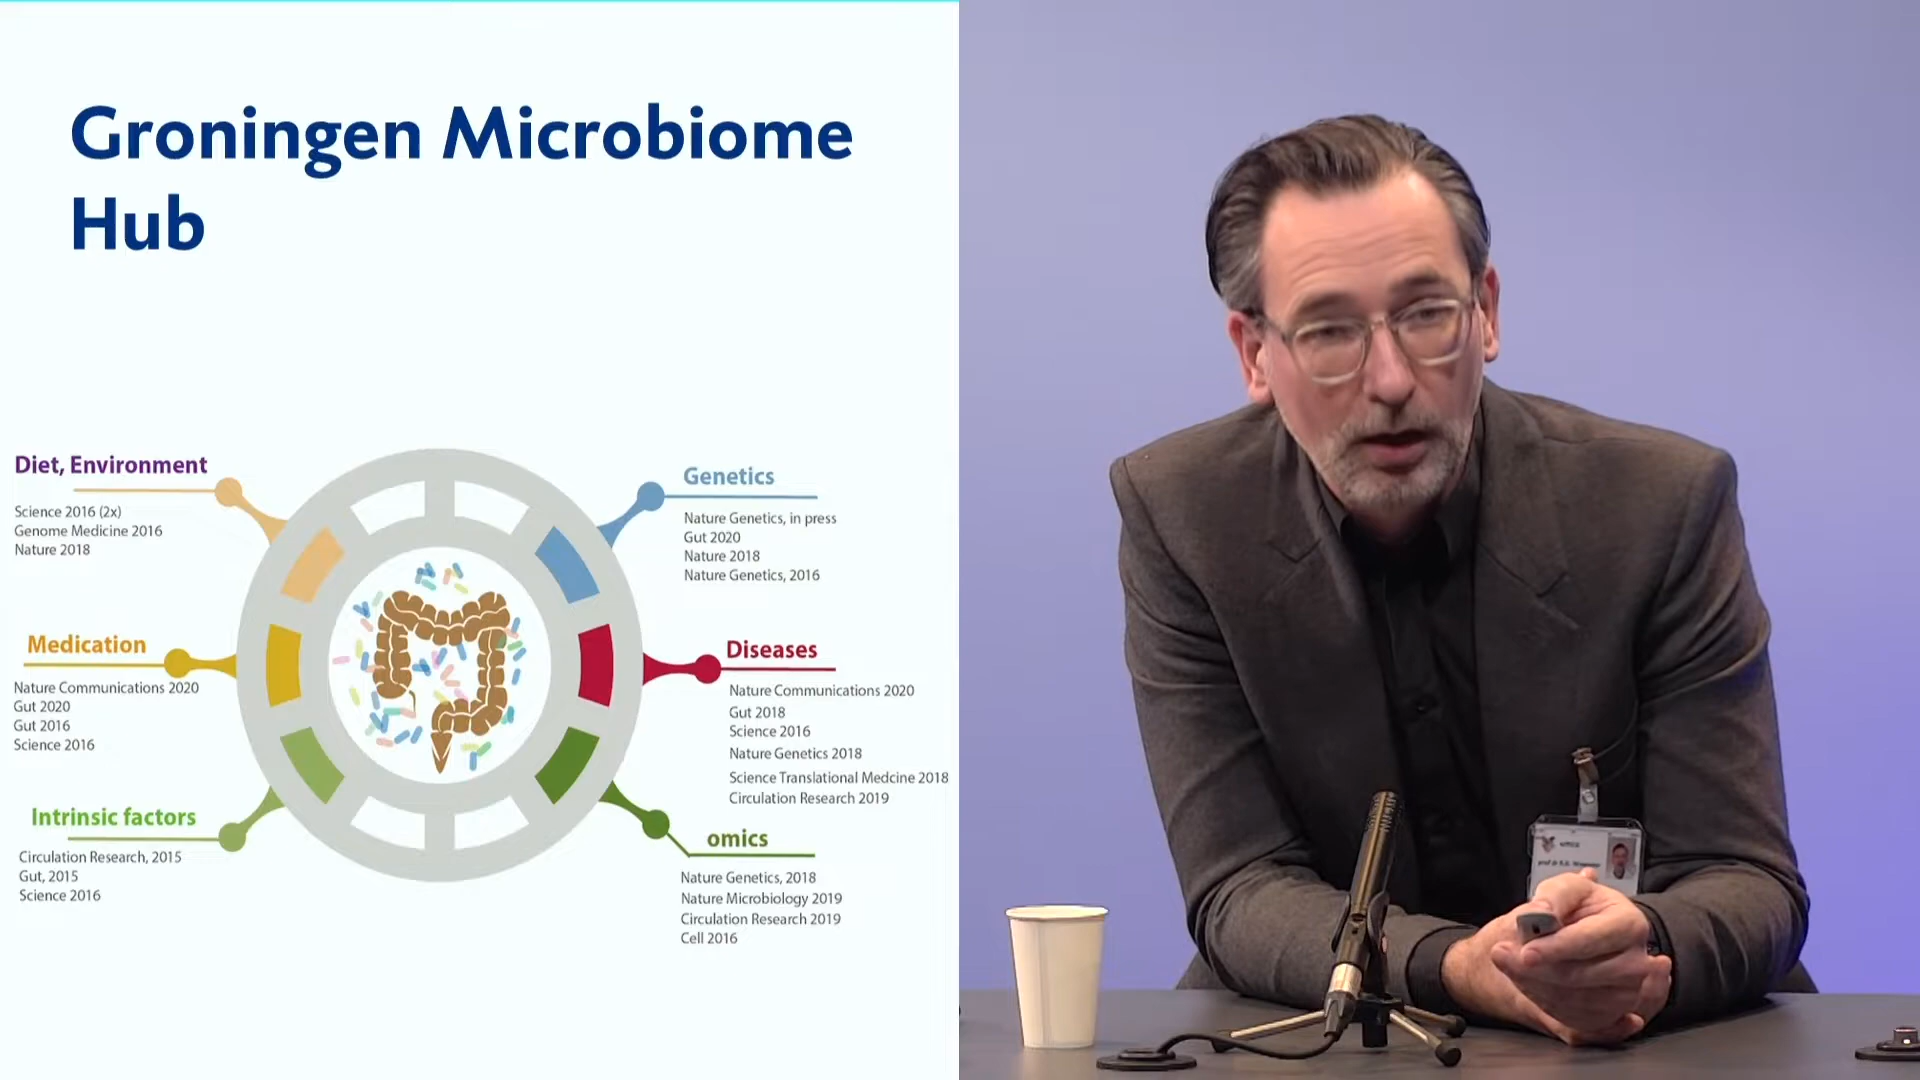 Groningen Microbiome
Hub
Diet, Environment
Science 2016 (2x)
Genome Medicine 2016
Nature 2018
Medication
Nature Communications 2020
Gut 2020
Gut 2016
Science 2016
Intrinsic factors
Circulation Research, 2015
Gut, 2015
Science 2016
Genetics
Nature Genetics, in press
Gut 2020
Nature 2018
Nature Genetics, 2016
Diseases
Nature Communications 2020
Gut 2018
Science 2016
Nature Genetics 2018
Science Translational Medcine 2018
Circulation Research 2019
omics
Nature Genetics, 2018
Nature Microbiology 2019
Circulation Research 2019
Cell 2016